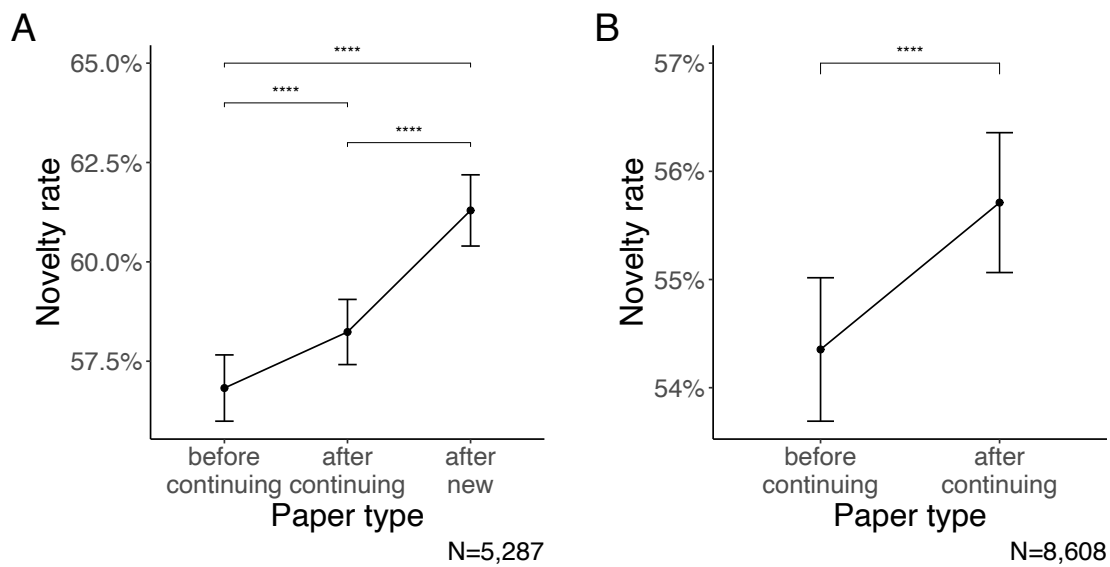 A
Novelty rate
65.0%
62.5%
60.0%
57.5%
****
****
****
before
continuing
after
continuing
after
new
Paper type
N=5,287
B
Novelty rate
57%
56%
55%
54%
****
before
continuing
after
continuing
Paper type
N=8,608